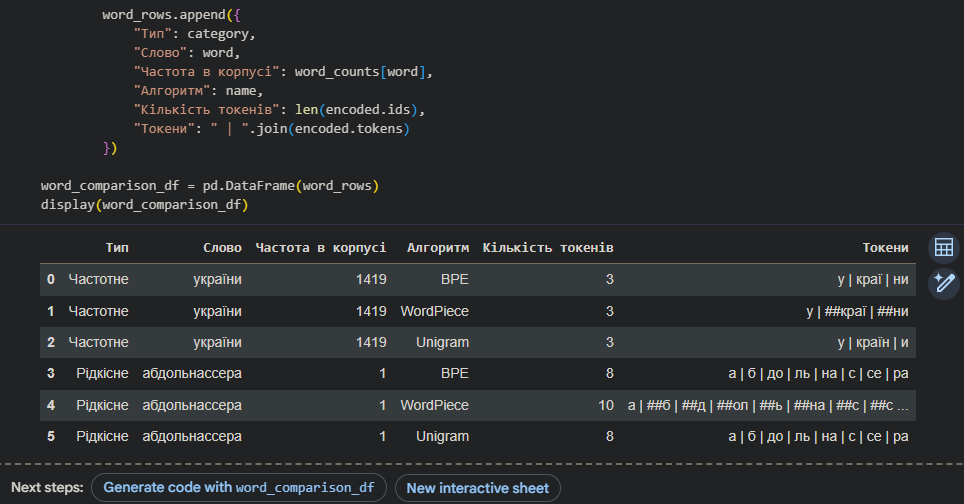 word_rows.append({
"Тип": category,
"Слово": word,
"Частота в корпусі": word_counts[word],
"Алгоритм": name,
"Кількість токенів": len(encoded.ids),
"Токени": " | ".join(encoded.tokens)
})
word_comparison_df = pd.DataFrame(word_rows)
display(word_comparison_df)
Тип Слово Частота в корпусі Алгоритм Кількість токенів Токени
0 Частотне україни 1419 BPE 3 у | краї | ни
1 Частотне україни 1419 WordPiece 3 у | ##краї | ##ни
2 Частотне україни 1419 Unigram 3 у | країн | и
3 Рідкісне абдольнассера 1 BPE 8 а | б | до | ль | на | с | се | ра
4 Рідкісне абдольнассера 1 WordPiece 10 а | ##б | ##д | ##ол | ##ь | ##на | ##с | ##с ...
5 Рідкісне абдольнассера 1 Unigram 8 а | б | до | ль | на | с | се | ра
Next steps: Generate code with word_comparison_df New interactive sheet